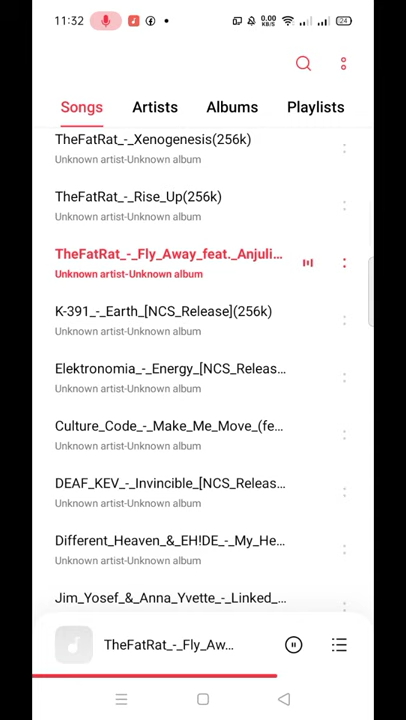 11:32
0.00
KB/S
24
Songs
Artists
Albums
Playlists
TheFatRat_-_Xenogenesis(256k)
Unknown artist-Unknown album
TheFatRat_-_Rise_Up(256k)
Unknown artist-Unknown album
TheFatRat_-_Fly_Away_feat._Anjuli...
Unknown artist-Unknown album
K-391_-_Earth_[NCS_Release](256k)
Unknown artist-Unknown album
Elektronomia_-_Energy_[NCS_Releas...
Unknown artist-Unknown album
Culture_Code_-_Make_Me_Move_(fe...
Unknown artist-Unknown album
DEAF_KEV_-_Invincible_[NCS_Releas...
Unknown artist-Unknown album
Different_Heaven_&_EH!DE_-_My_He...
Unknown artist-Unknown album
Jim_Yosef_&_Anna_Yvette_-_Linked_...
TheFatRat_-_Fly_Aw...